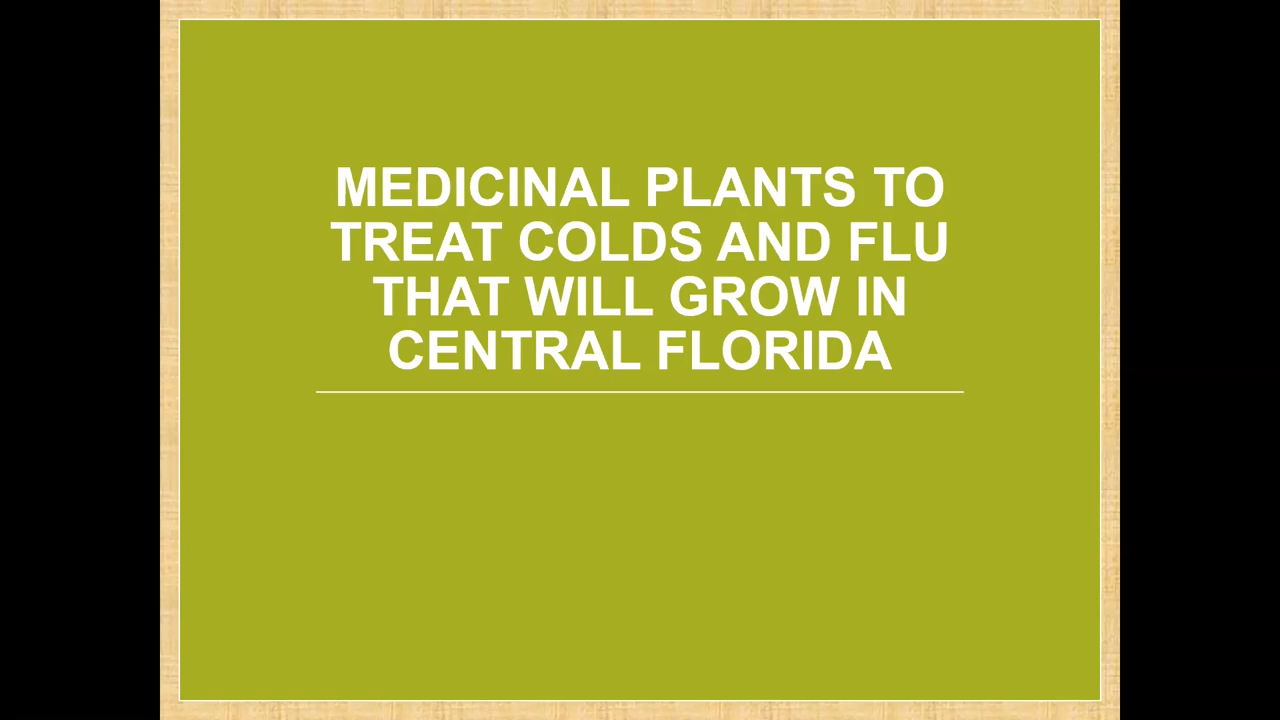 MEDICINAL PLANTS TO
TREAT COLDS AND FLU
THAT WILL GROW IN
CENTRAL FLORIDA